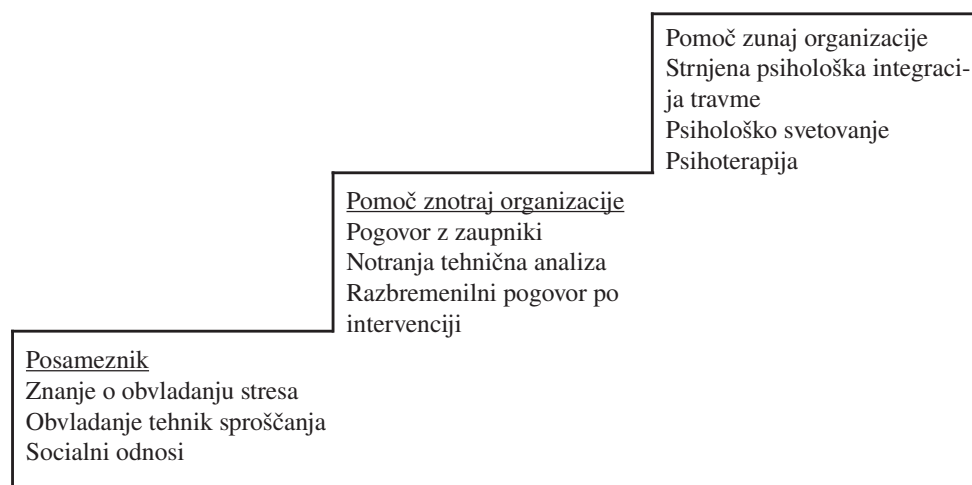 Pomoč zunaj organizacije
Strnjena psihološka integraci-
ja travme
Psihološko svetovanje
Psihoterapija
Pomoč znotraj organizacije
Pogovor z zaupniki
Notranja tehnična analiza
Razbremenilni pogovor po
intervenciji
Posameznik
Znanje o obvladanju stresa
Obvladanje tehnik sproščanja
Socialni odnosi